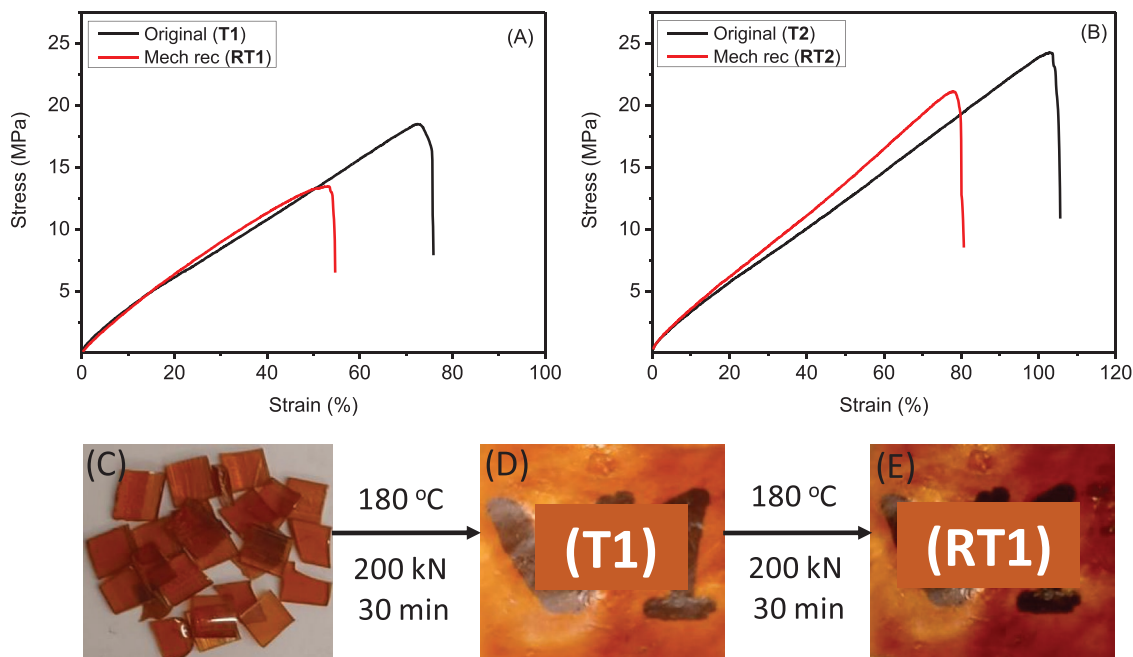 Original (T1)
Mech rec (RT1)
(A)
25
20
15
10
5
Stress (MPa)
0
20
40
60
80
100
Strain (%)
Original (T2)
Mech rec (RT2)
(B)
25
20
15
10
5
Stress (MPa)
0
20
40
60
80
100
120
Strain (%)
(C)
180 °C
200 kN
30 min
(D)
(T1)
180 °C
200 kN
30 min
(E)
(RT1)